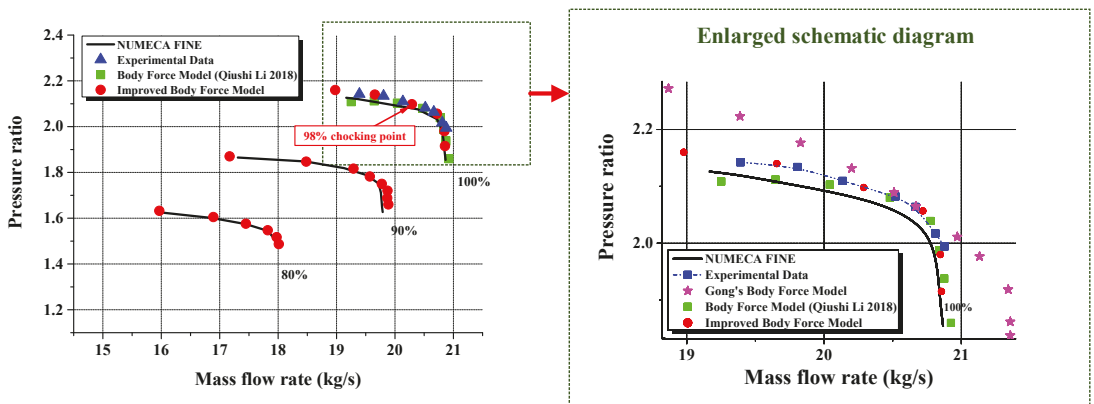 2.4
2.2
2.0
1.8
1.6
1.4
1.2
Pressure ratio
NUMECA FINE
Experimental Data
Body Force Model (Qiushi Li 2018)
Improved Body Force Model
98% chocking point
100%
90%
80%
15 16 17 18 19 20 21
Mass flow rate (kg/s)
Enlarged schematic diagram
2.2
2.0
Pressure ratio
NUMECA FINE
Experimental Data
Gong's Body Force Model
Body Force Model (Qiushi Li 2018)
Improved Body Force Model
100%
19 20 21
Mass flow rate (kg/s)